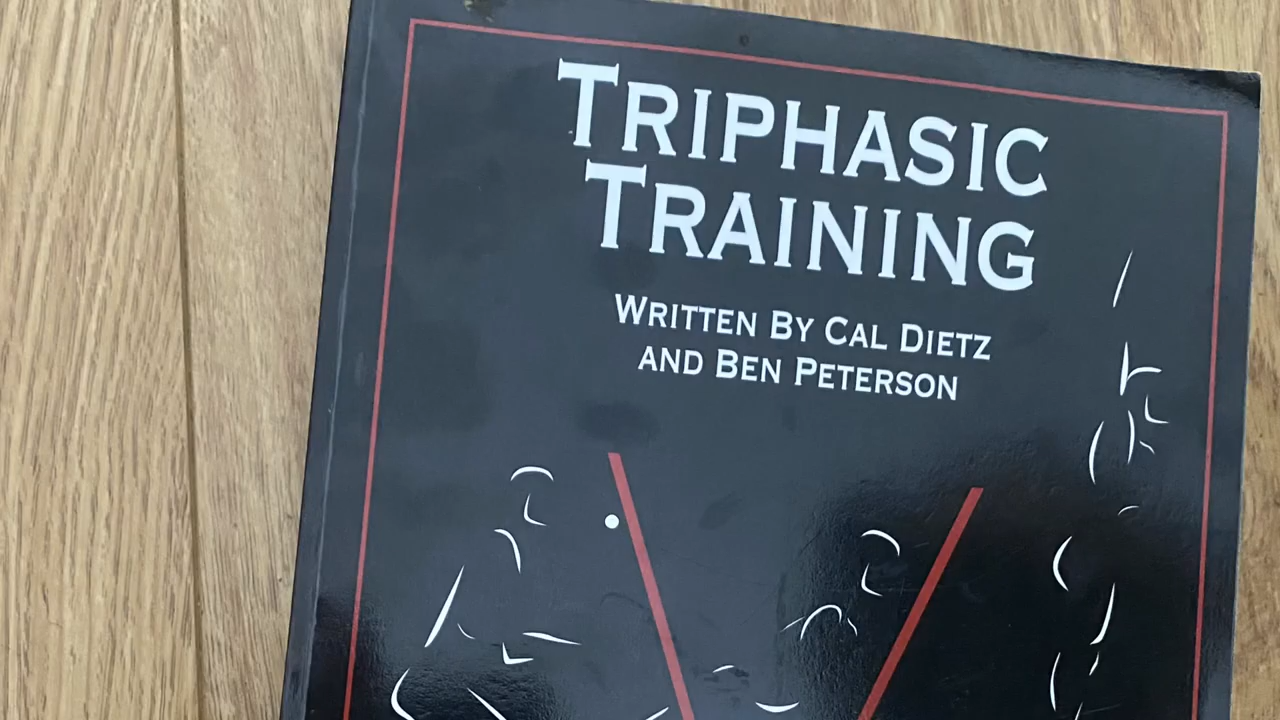 TRIPHASIC
TRAINING
WRITTEN BY CAL DIETZ
AND BEN PETERSON